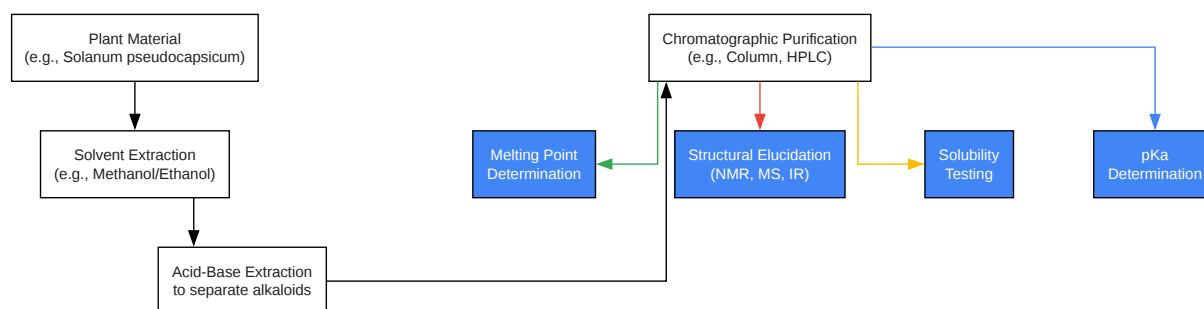 Plant Material
(e.g., Solanum pseudocapsicum)
Solvent Extraction
(e.g., Methanol/Ethanol)
Acid-Base Extraction
to separate alkaloids
Chromatographic Purification
(e.g., Column, HPLC)
Melting Point
Determination
Structural Elucidation
(NMR, MS, IR)
Solubility
Testing
pKa
Determination